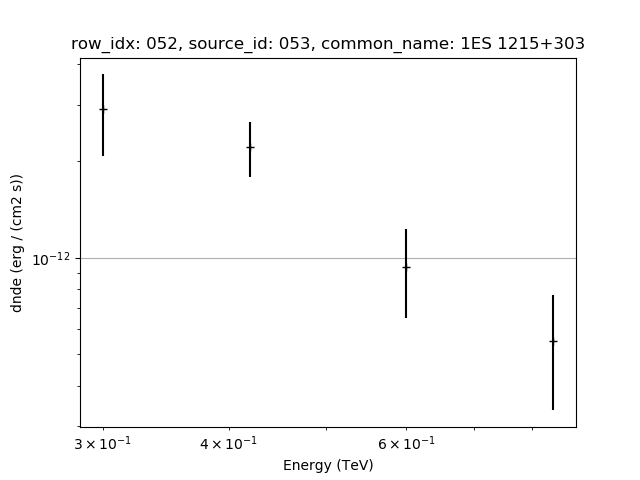 row_idx: 052, source_id: 053, common_name: 1ES 1215+303
dnde (erg / (cm2 s))
10⁻¹²
3 × 10⁻¹ 4 × 10⁻¹ 6 × 10⁻¹
Energy (TeV)